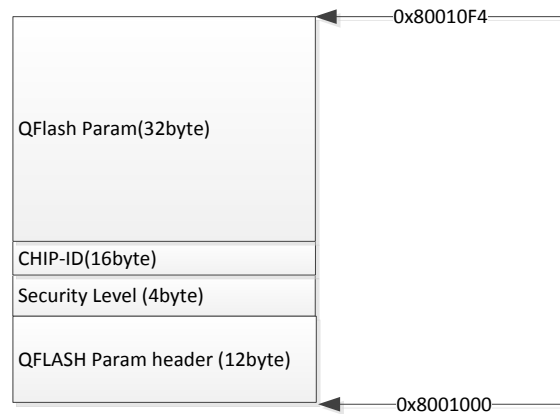 0x80010F4
QFlash Param(32byte)
CHIP-ID(16byte)
Security Level (4byte)
QFLASH Param header (12byte)
0x8001000